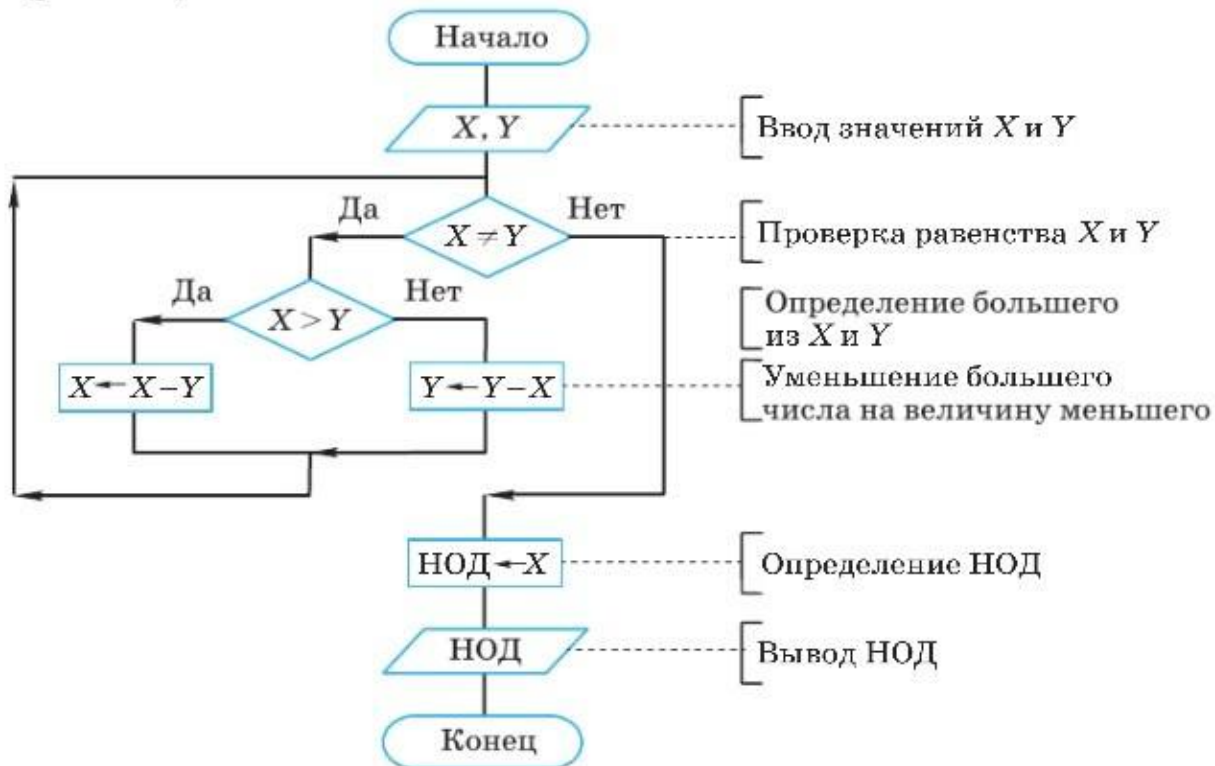 Начало
X, Y
Ввод значений X и Y
Да
Нет
X ≠ Y
Проверка равенства X и Y
Да
Нет
X > Y
Определение большего
из X и Y
X ← X – Y
Y ← Y – X
Уменьшение большего
числа на величину меньшего
НОД ← X
Определение НОД
НОД
Вывод НОД
Конец